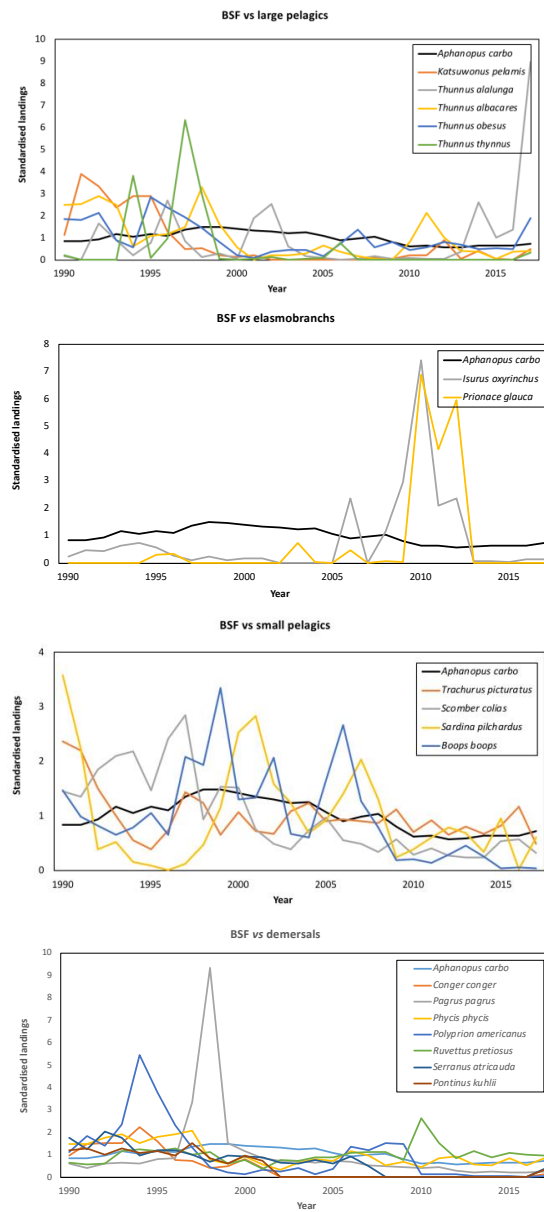 BSF vs large pelagics
10
9
8
7
6
5
4
3
2
1
0
Standardised landings
Aphanopus carbo
Katsuwonus pelamis
Thunnus alalunga
Thunnus albacares
Thunnus obesus
Thunnus thynnus
1990 1995 2000 2005 2010 2015
Year
BSF vs elasmobranchs
8
7
6
5
4
3
2
1
0
Standardised landings
Aphanopus carbo
Isurus oxyrinchus
Prionace glauca
1990 1995 2000 2005 2010 2015
Year
BSF vs small pelagics
4
3
2
1
0
Standardised landings
Aphanopus carbo
Trachurus picturatus
Scomber colias
Sardina pilchardus
Boops boops
1990 1995 2000 2005 2010 2015
Year
BSF vs demersals
10
9
8
7
6
5
4
3
2
1
0
Sandardised landings
Aphanopus carbo
Conger conger
Pagrus pagrus
Phycis phycis
Polyprion americanus
Ruvettus pretiosus
Serranus atricauda
Pontinus kuhlii
1990 1995 2000 2005 2010 2015
Year